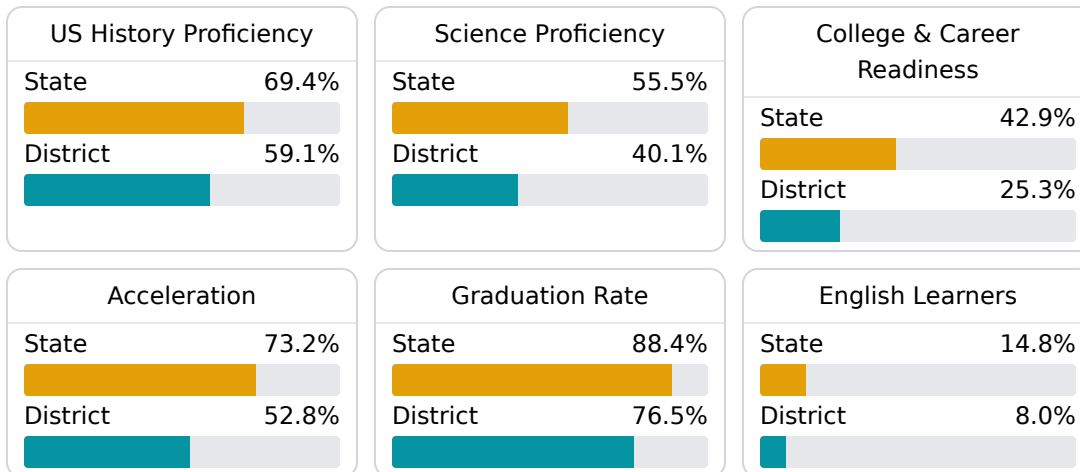 US History Proficiency
State 69.4%
District 59.1%
Science Proficiency
State 55.5%
District 40.1%
College & Career
Readiness
State 42.9%
District 25.3%
Acceleration
State 73.2%
District 52.8%
Graduation Rate
State 88.4%
District 76.5%
English Learners
State 14.8%
District 8.0%